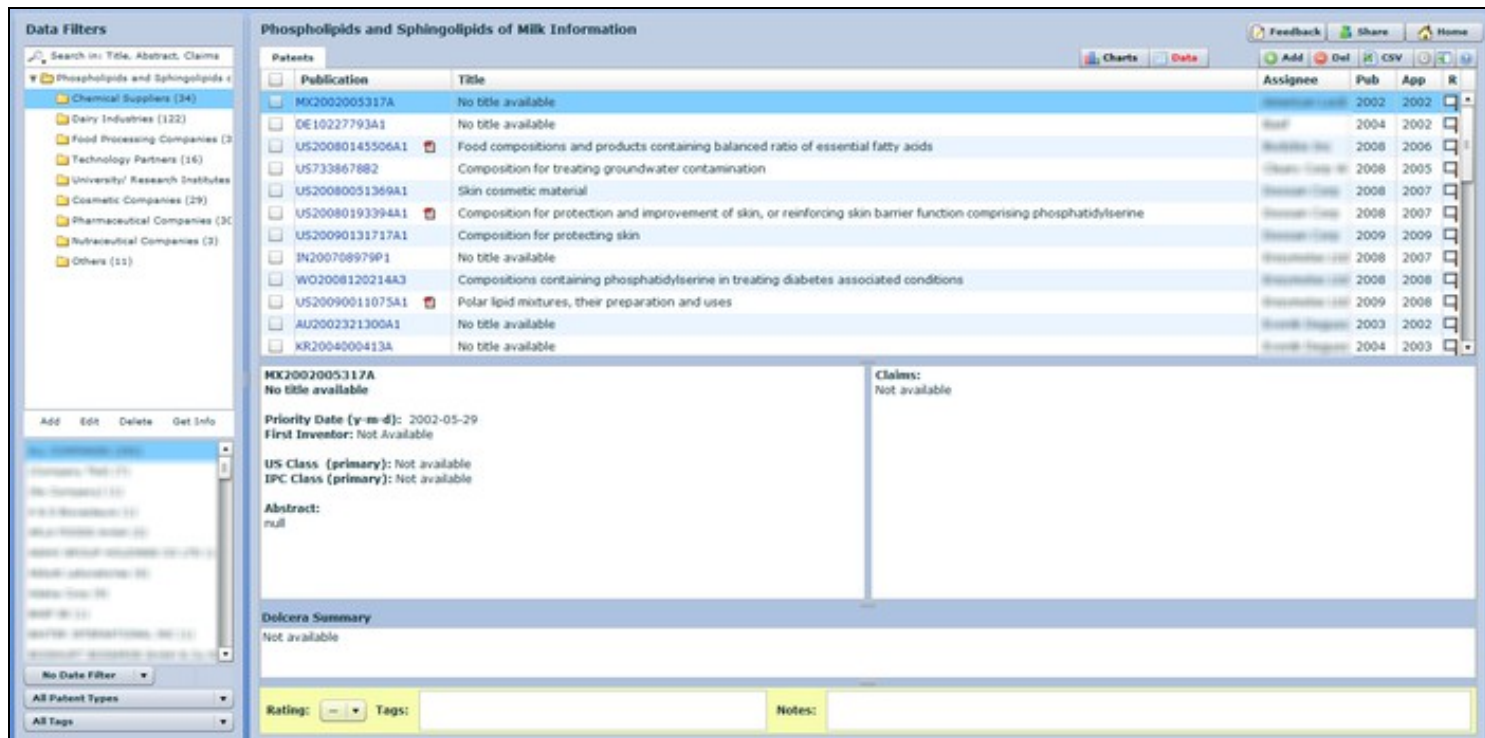 Data Filters
Search in: Title, Abstract, Claims
Phospholipids and Sphingolipids c
Chemical Suppliers (34)
Dairy Industries (122)
Food Processing Companies (3
Technology Partners (16)
University/ Research Institutes
Cosmetic Companies (29)
Pharmaceutical Companies (30
Nutraceutical Companies (3)
Others (11)
Add Edit Delete Get Info
No Date Filter
All Patent Types
All Tags
Phospholipids and Sphingolipids of Milk Information
Feedback Share Home
Patents Charts Data Add Del CSV
Publication Title Assignee Pub App R
MX2002005317A No title available 2002 2002
DE10227793A1 No title available 2004 2002
US20080145506A1 Food compositions and products containing balanced ratio of essential fatty acids 2008 2006
US7338678B2 Composition for treating groundwater contamination 2008 2005
US20080051369A1 Skin cosmetic material 2008 2007
US20080193394A1 Composition for protection and improvement of skin, or reinforcing skin barrier function comprising phosphatidylserine 2008 2007
US20090131717A1 Composition for protecting skin 2009 2009
IN200708979P1 No title available 2008 2007
WO2008120214A3 Compositions containing phosphatidylserine in treating diabetes associated conditions 2008 2008
US20090011075A1 Polar lipid mixtures, their preparation and uses 2009 2008
AU2002321300A1 No title available 2003 2002
KR2004000413A No title available 2004 2003
MX2002005317A
No title available
Priority Date (y-m-d): 2002-05-29
First Inventor: Not Available
US Class (primary): Not available
IPC Class (primary): Not available
Abstract:
null
Claims:
Not available
Dolcera Summary
Not available
Rating: -- Tags: Notes: